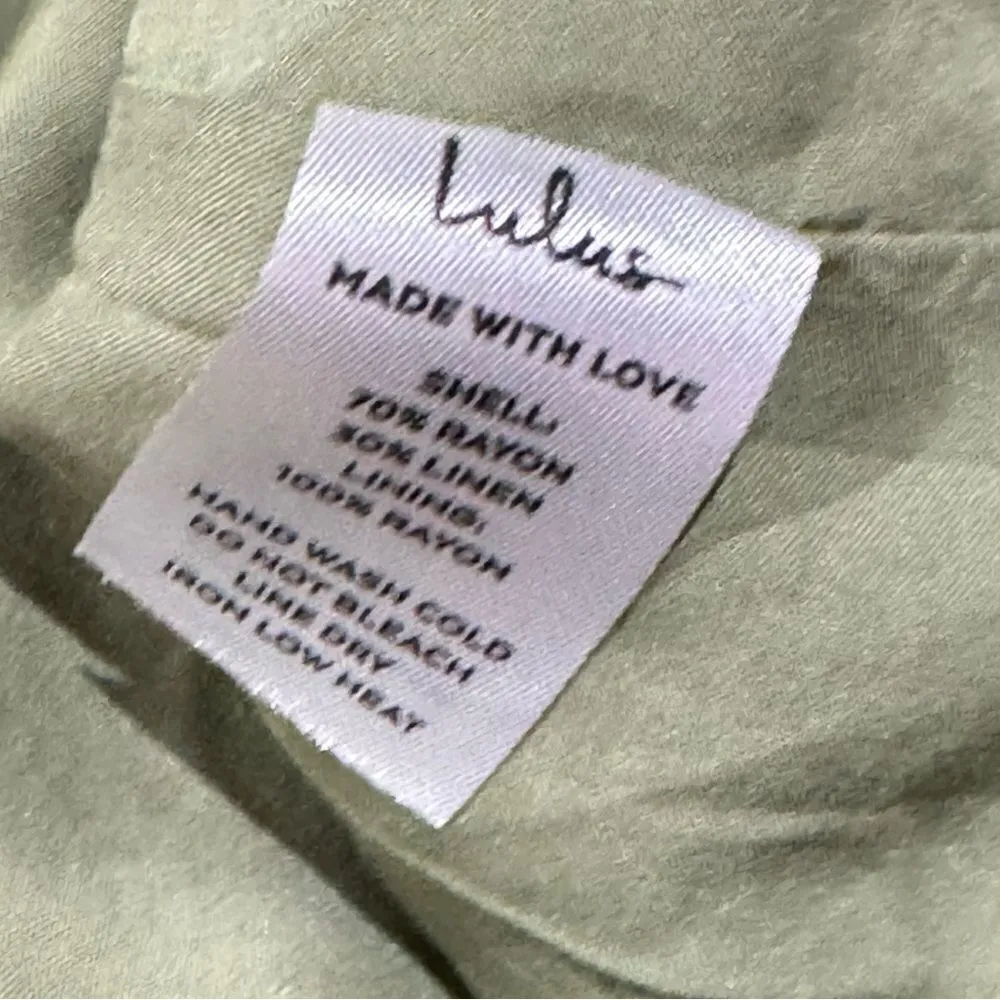 Lulus
MADE WITH LOVE
SHELL:
70% RAYON
30% LINEN
LINING:
100% RAYON
HAND WASH COLD
DO NOT BLEACH
LINE DRY
IRON LOW HEAT